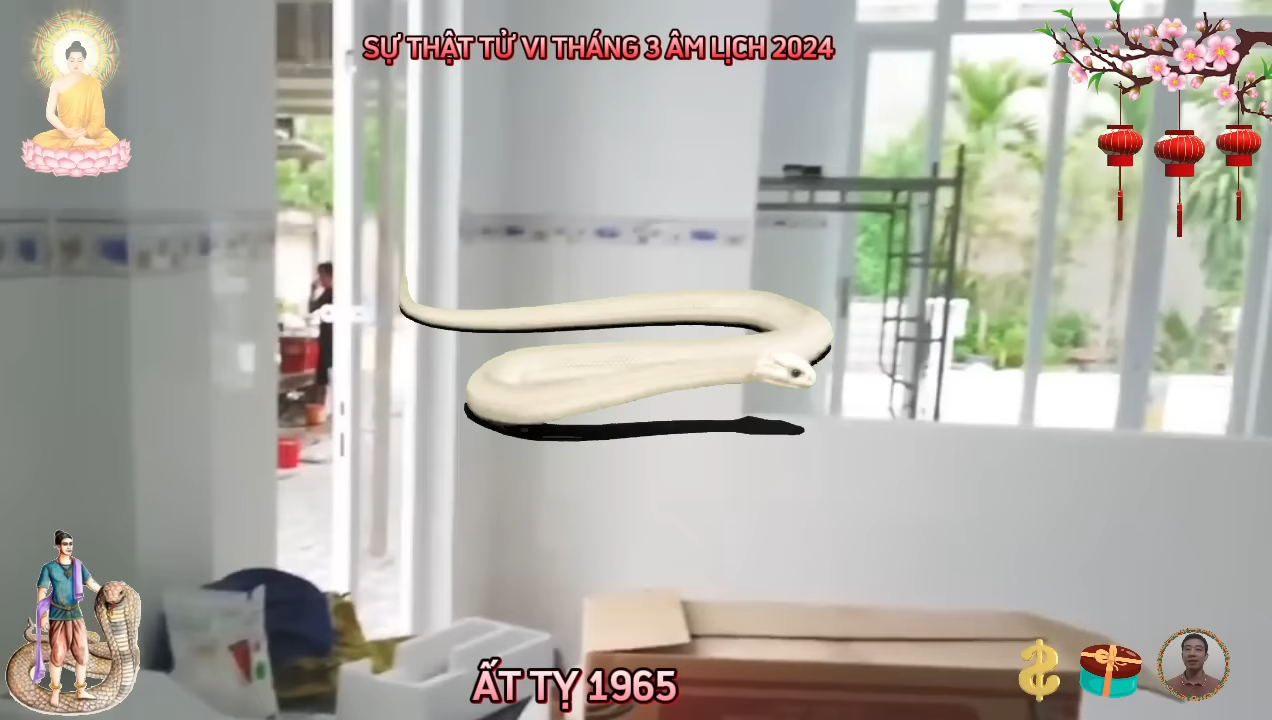 SỰ THẬT TỬ VI THÁNG 3 ÂM LỊCH 2024
ẤT TỴ 1965